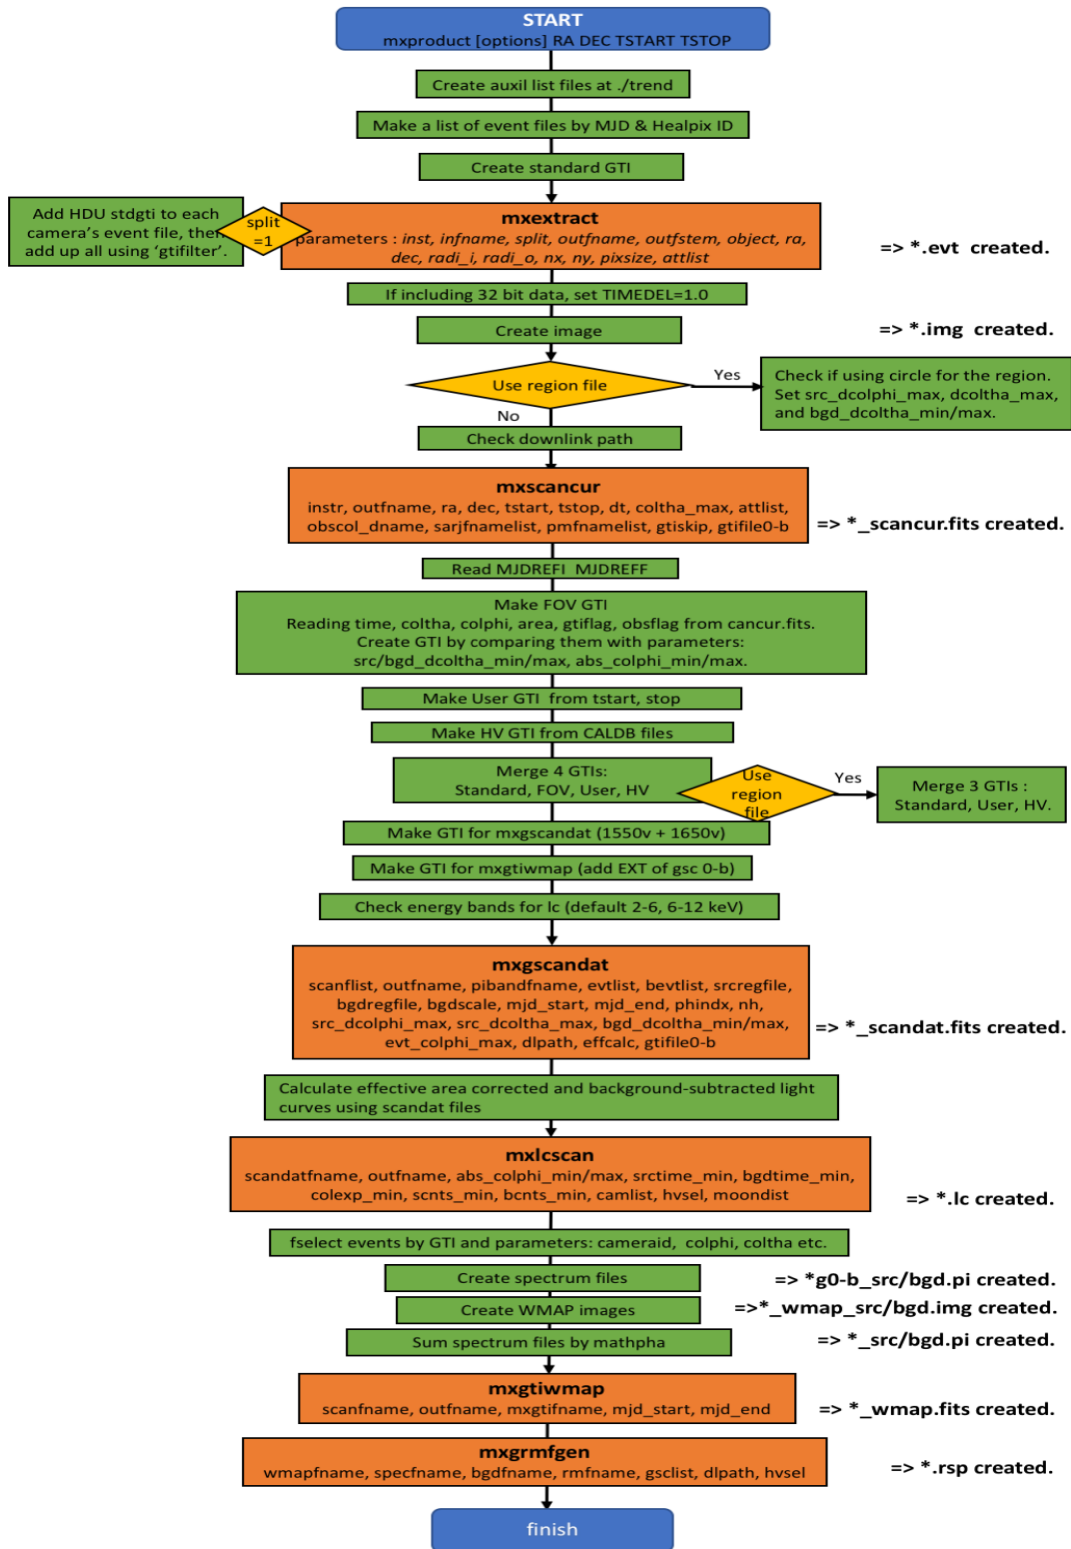 START
mxproduct [options] RA DEC TSTART TSTOP
Create auxil list files at ./trend
Make a list of event files by MJD & Healpix ID
Create standard GTI
Add HDU stdgti to each
camera's event file, then
add up all using 'gtifilter'.
split
=1
mxextract
parameters : inst, infname, split, outfname, outfstem, object, ra,
dec, radi_i, radi_o, nx, ny, pixsize, attlist
=> *.evt created.
If including 32 bit data, set TIMEDEL=1.0
Create image
=> *.img created.
Use region file
Yes
Check if using circle for the region.
Set src_dcolphi_max, dcoltha_max,
and bgd_dcoltha_min/max.
No
Check downlink path
mxscancur
instr, outfname, ra, dec, tstart, tstop, dt, coltha_max, attlist,
obscol_dname, sarjfnamelist, pmfnamelist, gtiskip, gtifile0-b
=> *_scancur.fits created.
Read MJDREFI MJDREFF
Make FOV GTI
Reading time, coltha, colphi, area, gtiflag, obsflag from cancur.fits.
Create GTI by comparing them with parameters:
src/bgd_dcoltha_min/max, abs_colphi_min/max.
Make User GTI from tstart, stop
Make HV GTI from CALDB files
Merge 4 GTIs:
Standard, FOV, User, HV
Use
region
file
Yes
Merge 3 GTIs :
Standard, User, HV.
Make GTI for mxgscandat (1550v + 1650v)
Make GTI for mxgtiwmap (add EXT of gsc 0-b)
Check energy bands for lc (default 2-6, 6-12 keV)
mxgscandat
scanflist, outfname, pibandfname, evtlist, bevtlist, srcregfile,
bgdregfile, bgdscale, mjd_start, mjd_end, phindx, nh,
src_dcolphi_max, src_dcoltha_max, bgd_dcoltha_min/max,
evt_colphi_max, dlpath, effcalc, gtifile0-b
=> *_scandat.fits created.
Calculate effective area corrected and background-subtracted light
curves using scandat files
mxlcscan
scandatfname, outfname, abs_colphi_min/max, srctime_min, bgdtime_min,
colexp_min, scnts_min, bcnts_min, camlist, hvsel, moondist
=> *.lc created.
fselect events by GTI and parameters: cameraid, colphi, coltha etc.
Create spectrum files
=> *g0-b_src/bgd.pi created.
Create WMAP images
=>*_wmap_src/bgd.img created.
Sum spectrum files by mathpha
=> *_src/bgd.pi created.
mxgtiwmap
scanfname, outfname, mxgtifname, mjd_start, mjd_end
=> *_wmap.fits created.
mxgrmfgen
wmapfname, specfname, bgdfname, rmfname, gsclist, dlpath, hvsel
=> *.rsp created.
finish